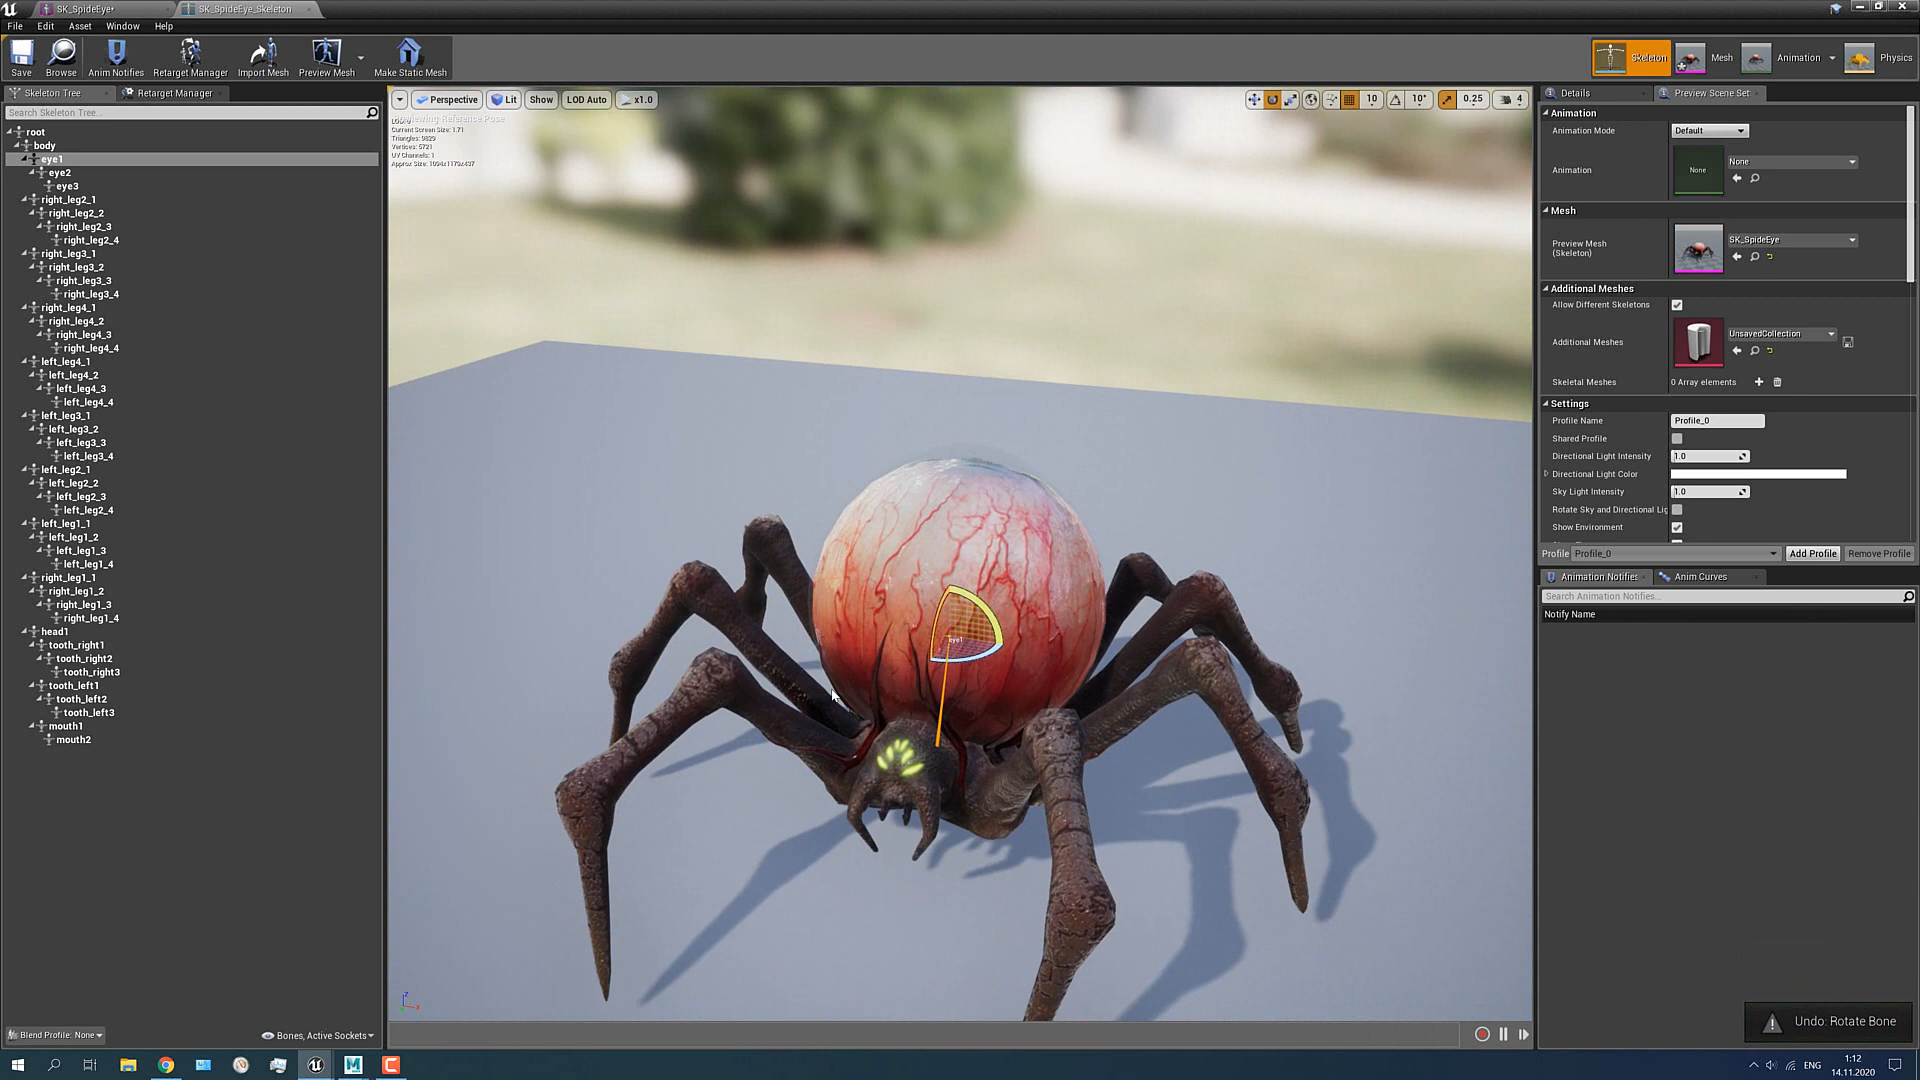 SK_SpideEye*
SK_SpideEye_Skeleton
File Edit Asset Window Help
Save Browse Anim Notifies Retarget Manager Import Mesh Preview Mesh Make Static Mesh
Skeleton Mesh Animation Physics
Skeleton Tree Retarget Manager
Search Skeleton Tree...
root
body
eye1
eye2
eye3
right_leg2_1
right_leg2_2
right_leg2_3
right_leg2_4
right_leg3_1
right_leg3_2
right_leg3_3
right_leg3_4
right_leg4_1
right_leg4_2
right_leg4_3
right_leg4_4
left_leg4_1
left_leg4_2
left_leg4_3
left_leg4_4
left_leg3_1
left_leg3_2
left_leg3_3
left_leg3_4
left_leg2_1
left_leg2_2
left_leg2_3
left_leg2_4
left_leg1_1
left_leg1_2
left_leg1_3
left_leg1_4
right_leg1_1
right_leg1_2
right_leg1_3
right_leg1_4
head1
tooth_right1
tooth_right2
tooth_right3
tooth_left1
tooth_left2
tooth_left3
mouth1
mouth2
Blend Profile: None
Bones, Active Sockets
Perspective Lit Show LOD Auto x1.0
10 10° 0.25 4
Previewing Reference Pose
Current Screen Size: 1.71
Triangles: 9829
Vertices: 5721
UV Channels: 1
Approx Size: 1094x1179x437
eye1
Details Preview Scene Set
Animation
Animation Mode Default
Animation None None
Mesh
Preview Mesh
(Skeleton)
SK_SpideEye
Additional Meshes
Allow Different Skeletons
Additional Meshes UnsavedCollection
Skeletal Meshes 0 Array elements
Settings
Profile Name Profile_0
Shared Profile
Directional Light Intensity 1.0
Directional Light Color
Sky Light Intensity 1.0
Rotate Sky and Directional Lig
Show Environment
Profile Profile_0 Add Profile Remove Profile
Animation Notifies Anim Curves
Search Animation Notifies...
Notify Name
Undo: Rotate Bone
ENG
1:12
14.11.2020